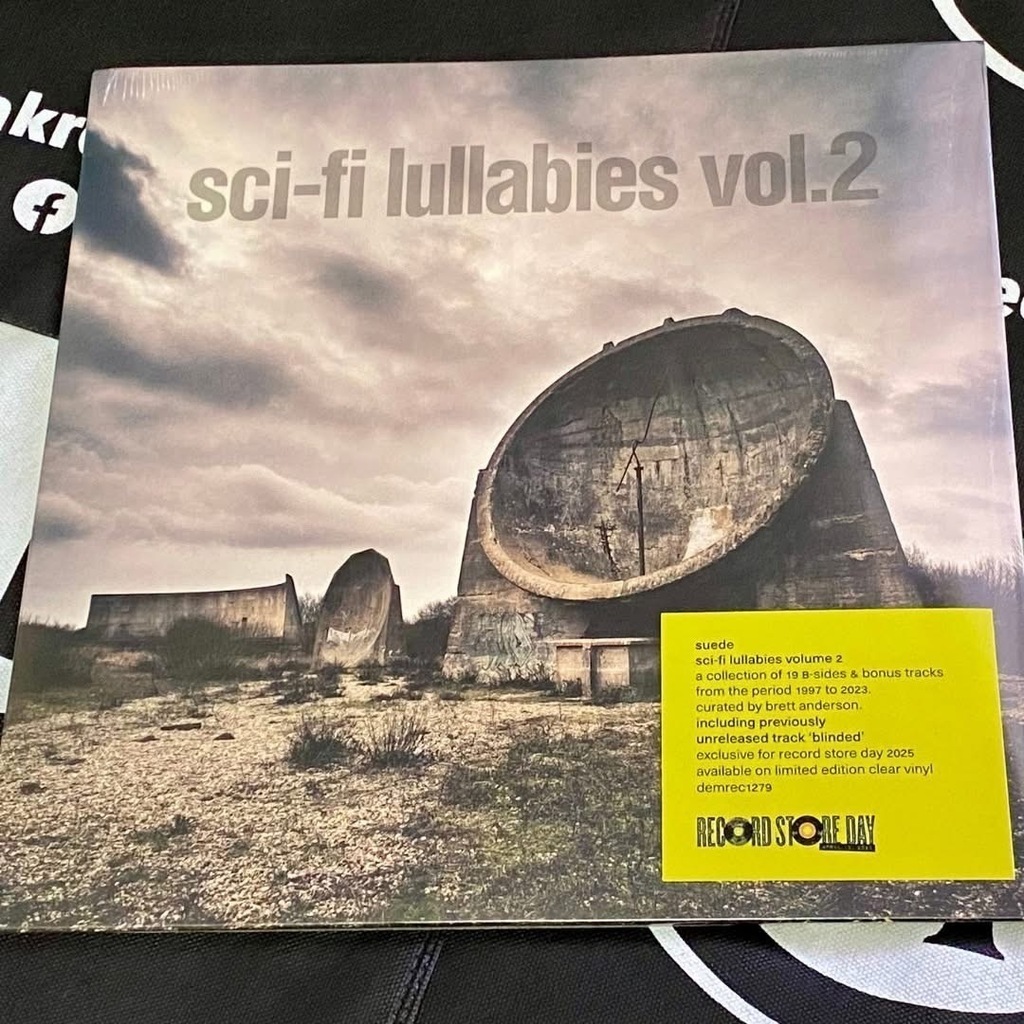 sci-fi lullabies vol.2
suede
sci-fi lullabies volume 2
a collection of 19 B-sides & bonus tracks
from the period 1997 to 2023.
curated by brett anderson.
including previously
unreleased track ‘blinded’
exclusive for record store day 2025
available on limited edition clear vinyl
demrec1279
RECORD STORE DAY